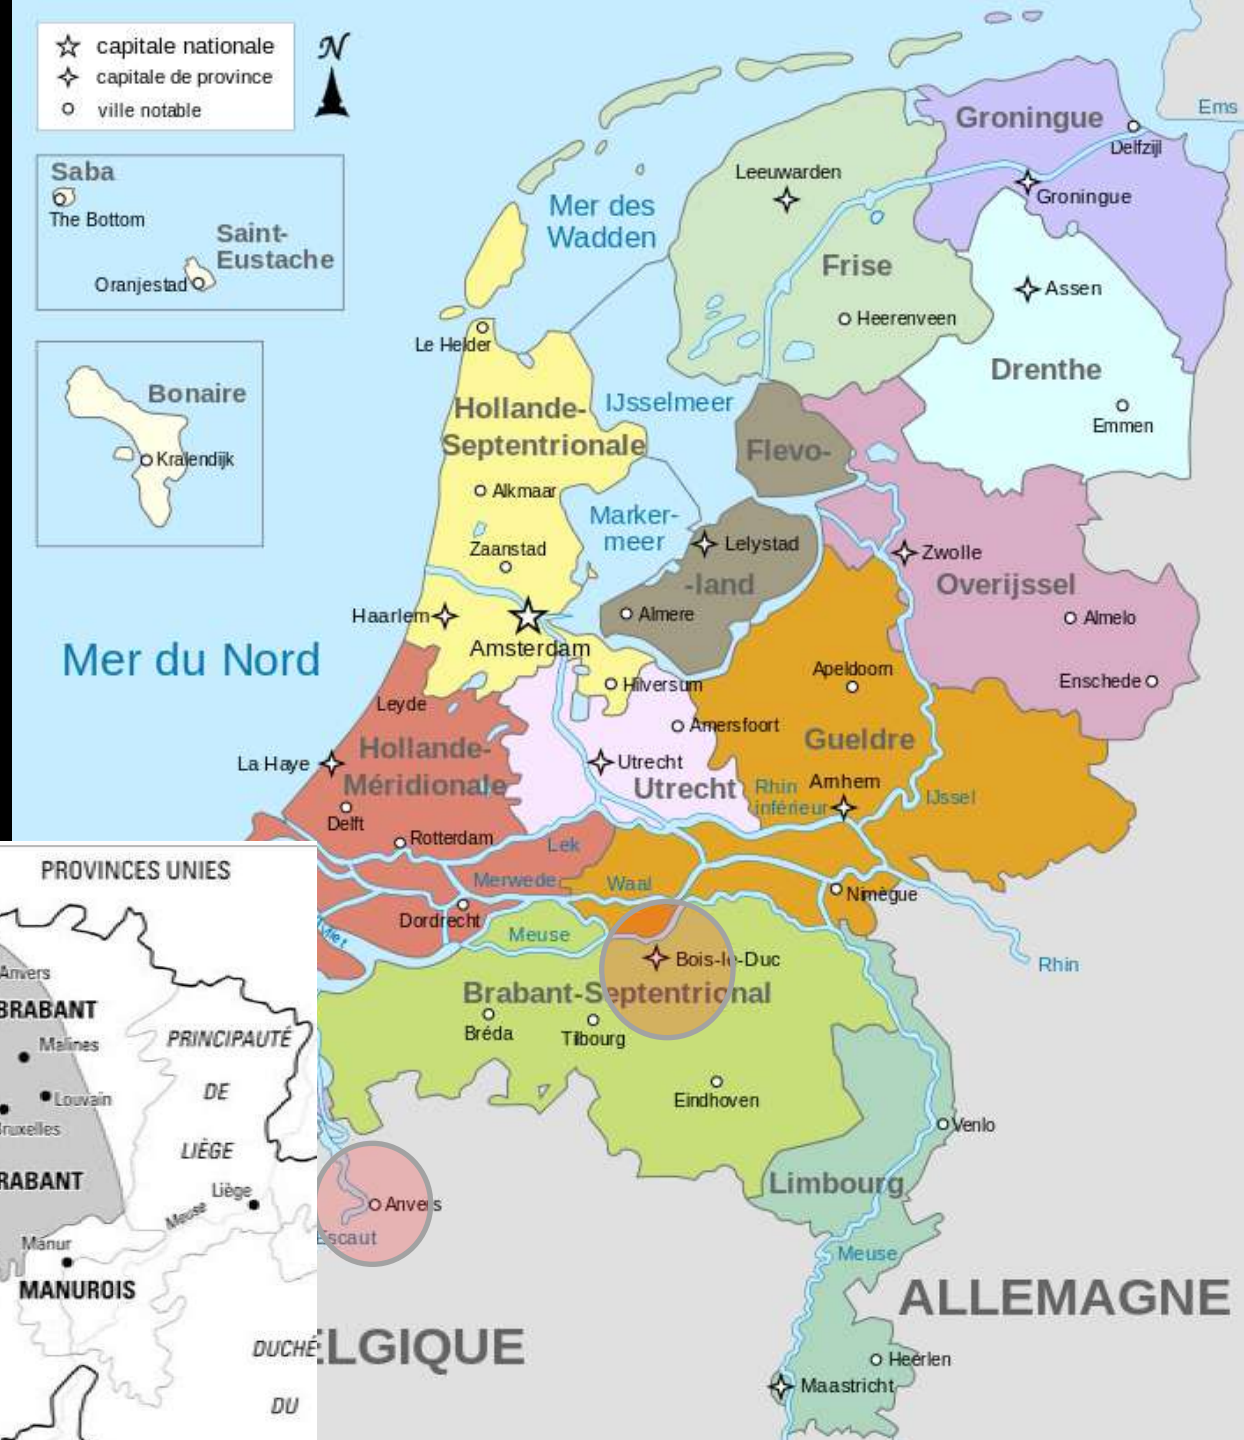 capitale nationale
capitale de province
ville notable
N
Saba
The Bottom
Saint-
Eustache
Oranjestad
Bonaire
Kralendijk
Ems
Groningue
Delfzijl
Groningue
Leeuwarden
Mer des
Wadden
Frise
Assen
Heerenveen
Drenthe
Le Helder
Emmen
Hollande-
Septentrionale
IJsselmeer
Flevo-
Alkmaar
Marker-
meer
Zaanstad
Lelystad
Zwolle
-land
Overijssel
Haarlem
Almere
Almelo
Amsterdam
Mer du Nord
Apeldoorn
Enschede
Hilversum
Leyde
Amersfoort
Gueldre
Hollande-
Méridionale
La Haye
Utrecht
Utrecht
Rhin
inférieur
Arnhem
IJssel
Delft
Rotterdam
Lek
Merwede
Waal
Nimègue
Dordrecht
vliet
Meuse
Bois-le-Duc
Rhin
Brabant-Septentrional
Bréda
Tilbourg
Eindhoven
Venlo
Limbourg
Anvers
Escaut
Meuse
ALLEMAGNE
ELGIQUE
Heerlen
Maastricht
PROVINCES UNIES
Anvers
BRABANT
Malines
PRINCIPAUTÉ
DE
LIÈGE
Louvain
Bruxelles
RABANT
Liège
Meuse
Manur
MANUROIS
DUCHÉ
DU